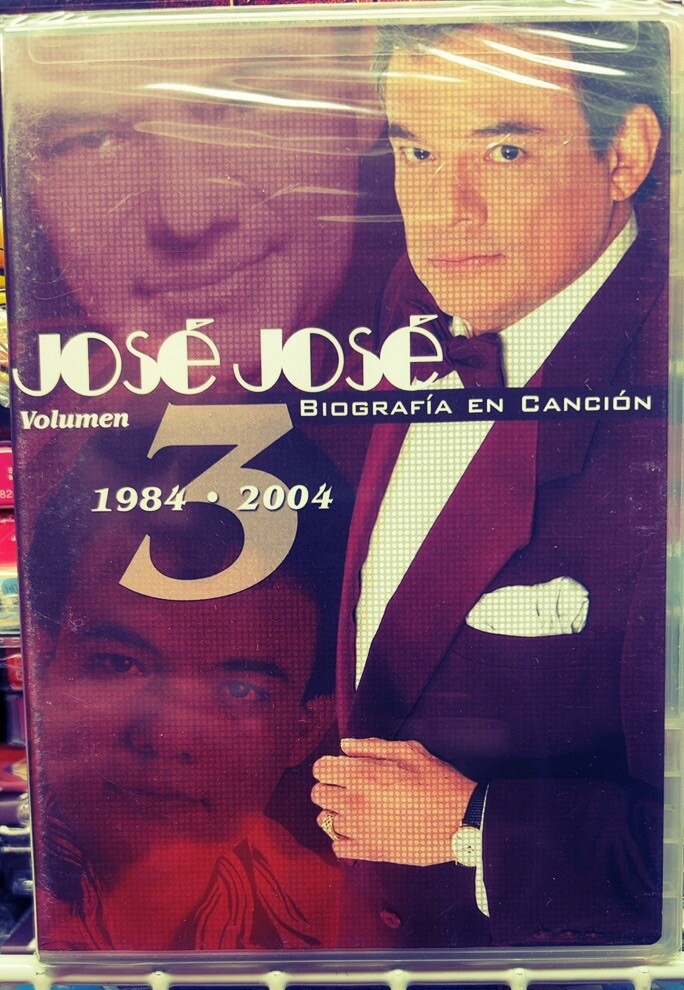 José José
Biografía en Canción
Volumen
3
1984 • 2004